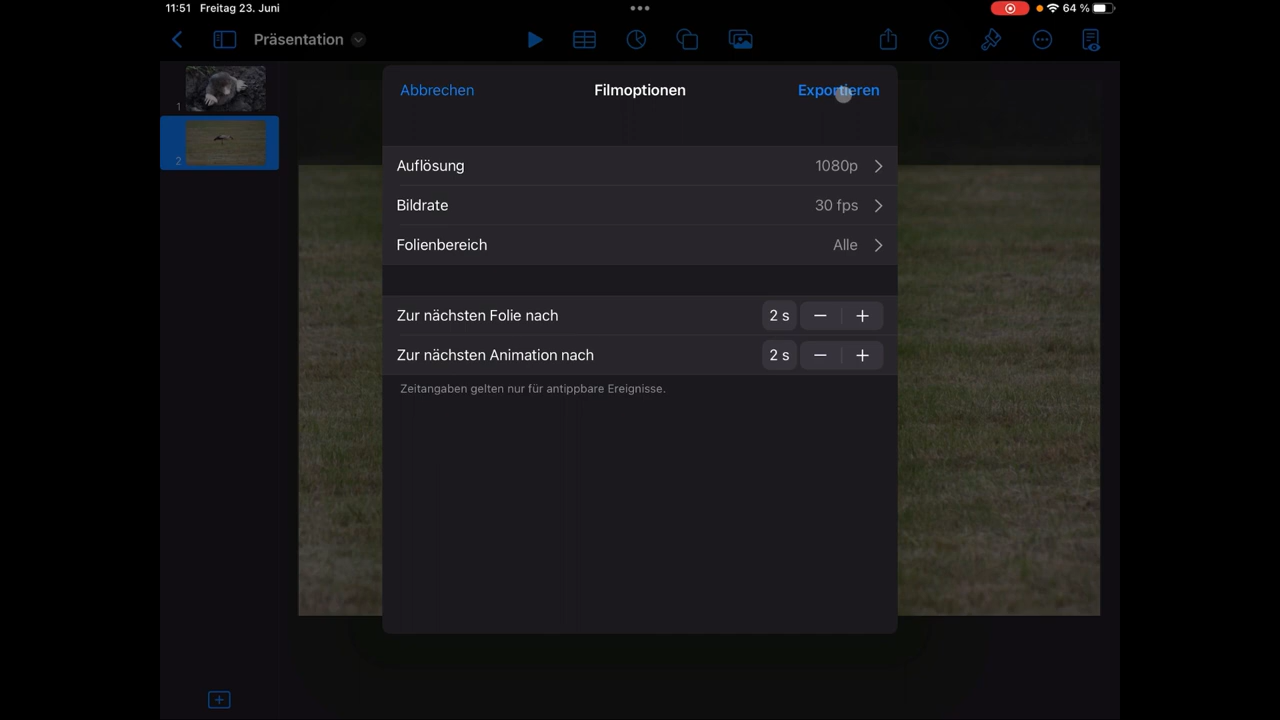 11:51 Freitag 23. Juni
64 %
Präsentation
Abbrechen
Filmoptionen
Exportieren
Auflösung
1080p
Bildrate
30 fps
Folienbereich
Alle
Zur nächsten Folie nach
2 s
Zur nächsten Animation nach
2 s
Zeitangaben gelten nur für antippbare Ereignisse.
1
2